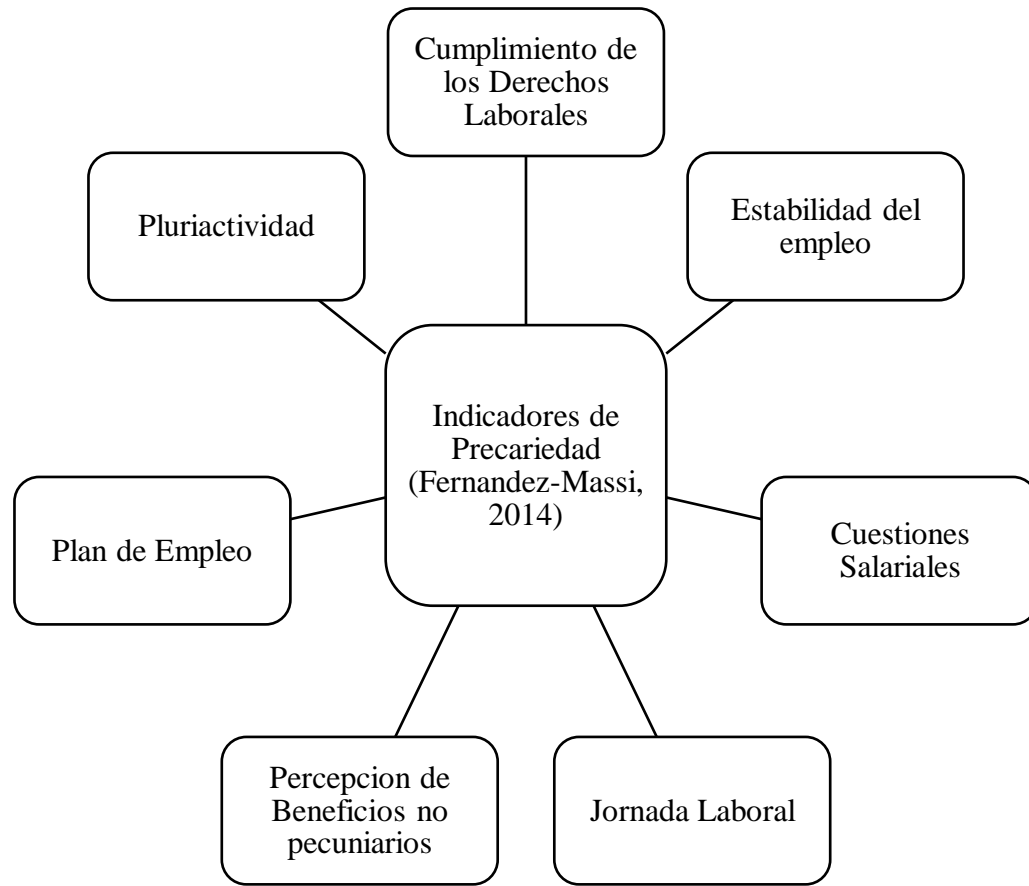 Cumplimiento de
los Derechos
Laborales
Estabilidad del
empleo
Cuestiones
Salariales
Jornada Laboral
Percepcion de
Beneficios no
pecuniarios
Plan de Empleo
Pluriactividad
Indicadores de
Precariedad
(Fernandez-Massi,
2014)